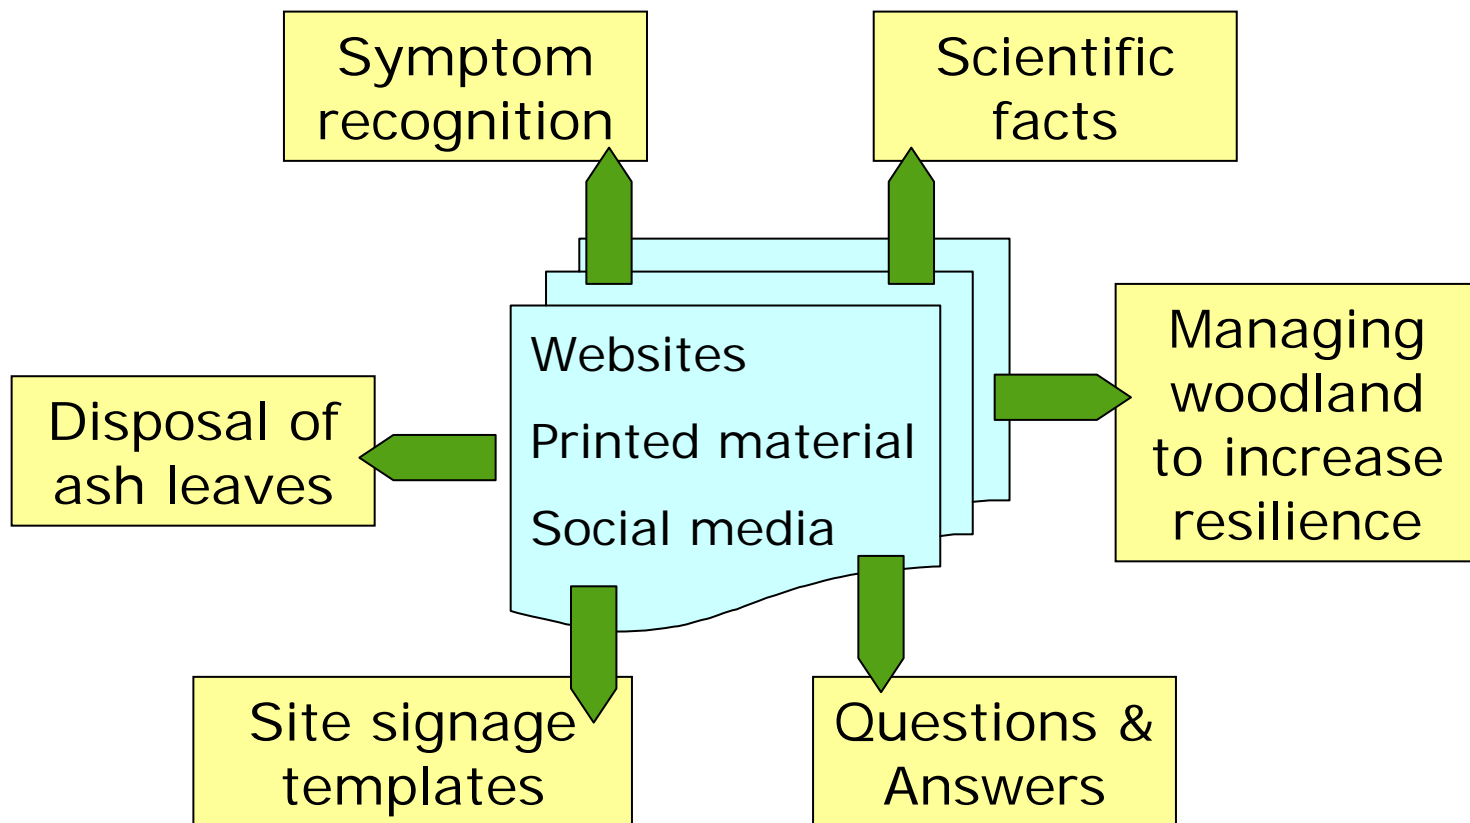 Symptom
recognition
Scientific
facts
Websites
Printed material
Social media
Managing
woodland
to increase
resilience
Disposal of
ash leaves
Site signage
templates
Questions &
Answers